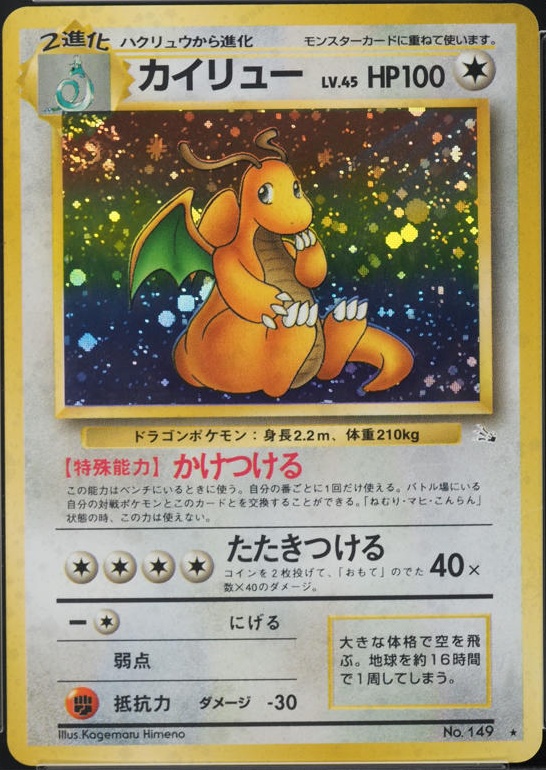 2進化 ハクリュウから進化 モンスターカードに重ねて使います。
カイリュー LV.45 HP100
ドラゴンポケモン：身長2.2m、体重210kg
【特殊能力】かけつける
この能力はベンチにいるときに使う。自分の番ごとに1回だけ使える。バトル場にいる
自分の対戦ポケモンとこのカードとを交換することができる。「ねむり・マヒ・こんらん」
状態の時、この力は使えない。
たたきつける
コインを2枚投げて、「おもて」のでた
数×40のダメージ。
40×
にげる
弱点
抵抗力 ダメージ -30
大きな体格で空を飛
ぶ。地球を約16時間
で1周してしまう。
Illus.Kagemaru Himeno
No.149